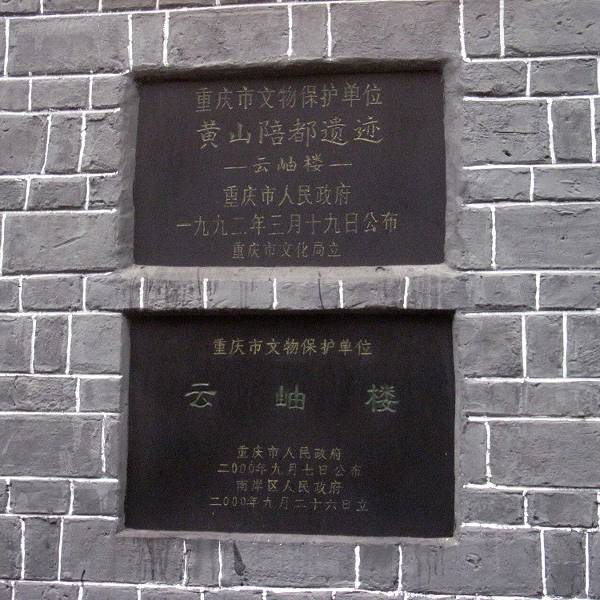 重庆市文物保护单位
黄山陪都遗迹
—云岫楼—
重庆市人民政府
一九九二年三月十九日公布
重庆市文化局立
重庆市文物保护单位
云岫楼
重庆市人民政府
二000年九月七日公布
南岸区人民政府
二000年九月二十六日立